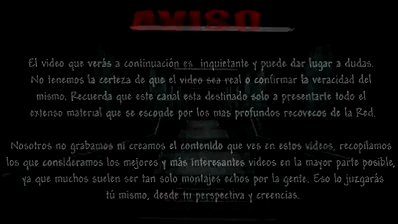 AVISO
El video que verás a continuación es inquietante y puede dar lugar a dudas.
No tenemos la certeza de que el video sea real o confirmar la veracidad del
mismo. Recuerda que este canal esta destinado solo a presentarte todo el
extenso material que se esconde por los mas profundos recovecos de la Red.
Nosotros no grabamos ni creamos el contenido que ves en estos videos, recopilamos
los que consideramos los mejores y más interesantes videos en la mayor parte posible,
ya que muchos suelen ser tan solo montajes echos por la gente. Eso lo juzgarás
tú mismo, desde tu perspectiva y creencias.